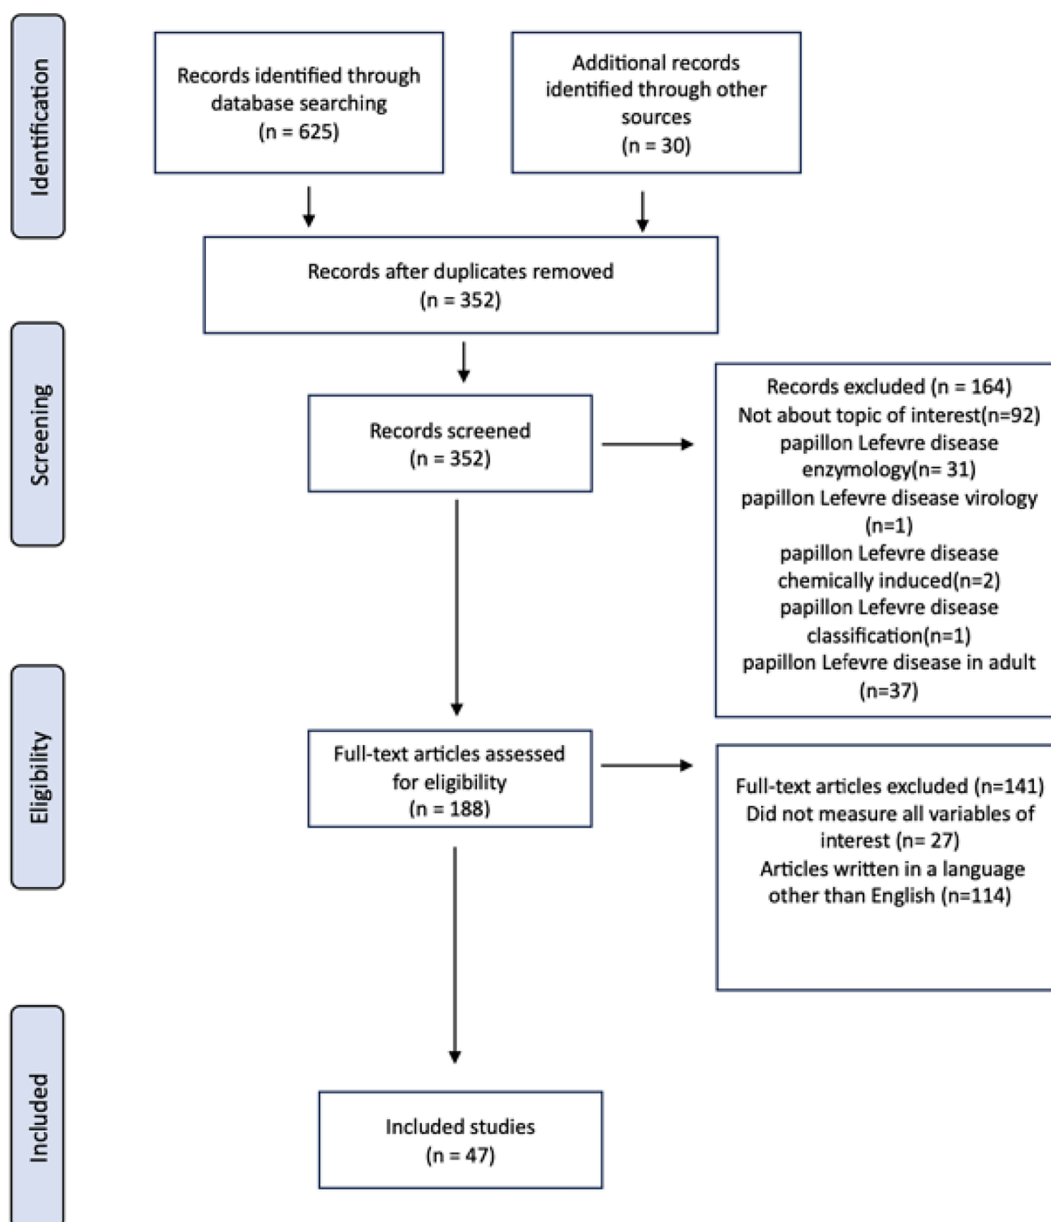 Identification
Records identified through
database searching
(n = 625)
Additional records
identified through other
sources
(n = 30)
Records after duplicates removed
(n = 352)
Screening
Records screened
(n = 352)
Records excluded (n = 164)
Not about topic of interest(n=92)
papillon Lefevre disease
enzymology(n= 31)
papillon Lefevre disease virology
(n=1)
papillon Lefevre disease
chemically induced(n=2)
papillon Lefevre disease
classification(n=1)
papillon Lefevre disease in adult
(n=37)
Eligibility
Full-text articles assessed
for eligibility
(n = 188)
Full-text articles excluded (n=141)
Did not measure all variables of
interest (n= 27)
Articles written in a language
other than English (n=114)
Included
Included studies
(n = 47)